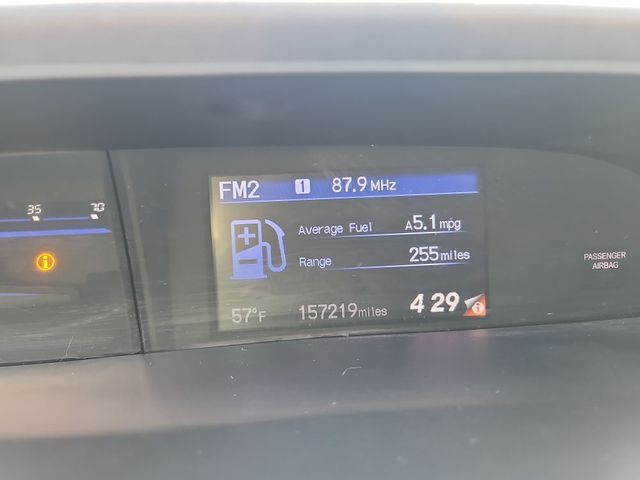 FM2 1 87.9 MHz
35 70
Average Fuel A5.1 mpg
Range 255 miles
PASSENGER
AIRBAG
57°F 157219 miles 4 29